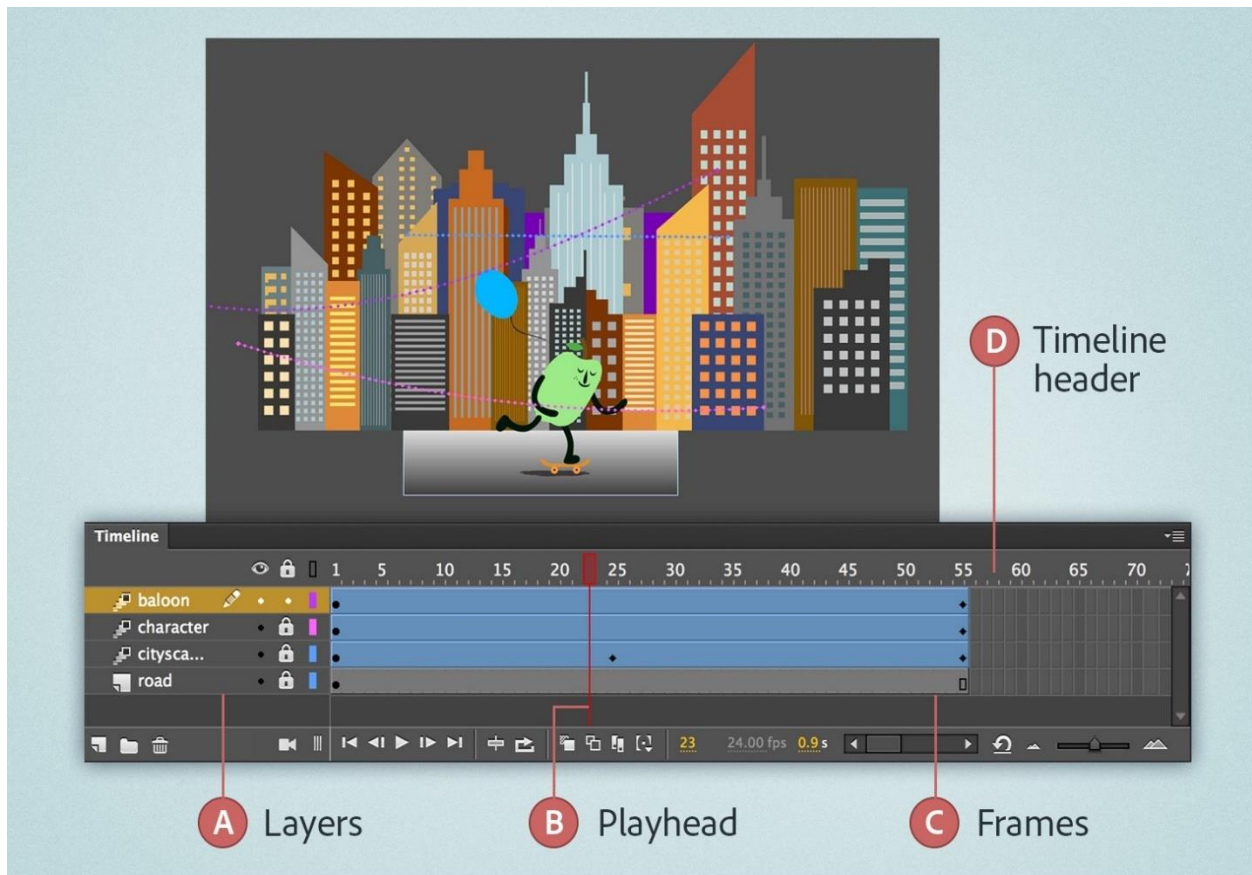 D Timeline
header
Timeline
1 5 10 15 20 25 30 35 40 45 50 55 60 65 70
baloon
character
citysca...
road
23 24.00 fps 0.9 s
A Layers
B Playhead
C Frames